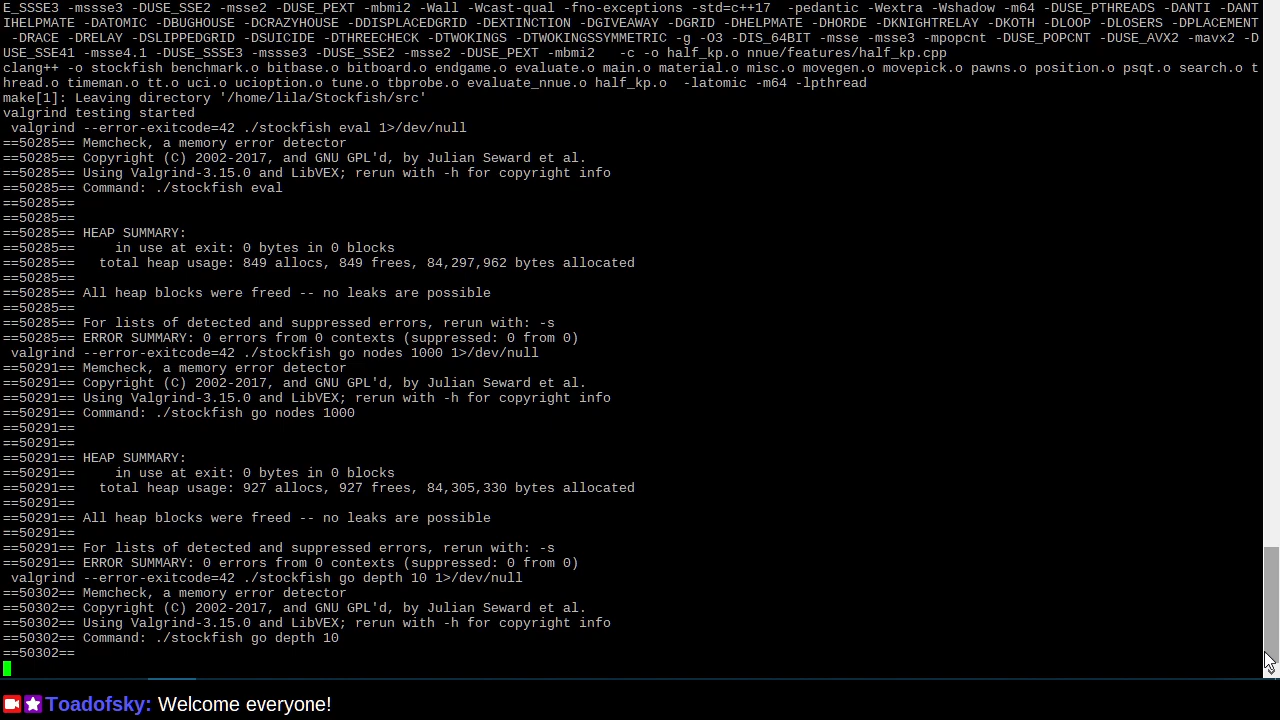 E_SSSE3 -mssse3 -DUSE_SSE2 -msse2 -DUSE_PEXT -mbmi2 -Wall -Wcast-qual -fno-exceptions -std=c++17  -pedantic -Wextra -Wshadow -m64 -DUSE_PTHREADS -DANTI -DANT
IHELPMATE -DATOMIC -DBUGHOUSE -DCRAZYHOUSE -DDISPLACEDGRID -DEXTINCTION -DGIVEAWAY -DGRID -DHELPMATE -DHORDE -DKNIGHTRELAY -DKOTH -DLOOP -DLOSERS -DPLACEMENT
 -DRACE -DRELAY -DSLIPPEDGRID -DSUICIDE -DTHREECHECK -DTWOKINGS -DTWOKINGSSYMMETRIC -g -O3 -DIS_64BIT -msse -msse3 -mpopcnt -DUSE_POPCNT -DUSE_AVX2 -mavx2 -D
USE_SSE41 -msse4.1 -DUSE_SSSE3 -mssse3 -DUSE_SSE2 -msse2 -DUSE_PEXT -mbmi2   -c -o half_kp.o nnue/features/half_kp.cpp
clang++ -o stockfish benchmark.o bitbase.o bitboard.o endgame.o evaluate.o main.o material.o misc.o movegen.o movepick.o pawns.o position.o psqt.o search.o t
hread.o timeman.o tt.o uci.o ucioption.o tune.o tbprobe.o evaluate_nnue.o half_kp.o  -latomic -m64 -lpthread
make[1]: Leaving directory '/home/lila/Stockfish/src'
valgrind testing started
 valgrind --error-exitcode=42 ./stockfish eval 1>/dev/null
==50285== Memcheck, a memory error detector
==50285== Copyright (C) 2002-2017, and GNU GPL'd, by Julian Seward et al.
==50285== Using Valgrind-3.15.0 and LibVEX; rerun with -h for copyright info
==50285== Command: ./stockfish eval
==50285==
==50285==
==50285== HEAP SUMMARY:
==50285==     in use at exit: 0 bytes in 0 blocks
==50285==   total heap usage: 849 allocs, 849 frees, 84,297,962 bytes allocated
==50285==
==50285== All heap blocks were freed -- no leaks are possible
==50285==
==50285== For lists of detected and suppressed errors, rerun with: -s
==50285== ERROR SUMMARY: 0 errors from 0 contexts (suppressed: 0 from 0)
 valgrind --error-exitcode=42 ./stockfish go nodes 1000 1>/dev/null
==50291== Memcheck, a memory error detector
==50291== Copyright (C) 2002-2017, and GNU GPL'd, by Julian Seward et al.
==50291== Using Valgrind-3.15.0 and LibVEX; rerun with -h for copyright info
==50291== Command: ./stockfish go nodes 1000
==50291==
==50291==
==50291== HEAP SUMMARY:
==50291==     in use at exit: 0 bytes in 0 blocks
==50291==   total heap usage: 927 allocs, 927 frees, 84,305,330 bytes allocated
==50291==
==50291== All heap blocks were freed -- no leaks are possible
==50291==
==50291== For lists of detected and suppressed errors, rerun with: -s
==50291== ERROR SUMMARY: 0 errors from 0 contexts (suppressed: 0 from 0)
 valgrind --error-exitcode=42 ./stockfish go depth 10 1>/dev/null
==50302== Memcheck, a memory error detector
==50302== Copyright (C) 2002-2017, and GNU GPL'd, by Julian Seward et al.
==50302== Using Valgrind-3.15.0 and LibVEX; rerun with -h for copyright info
==50302== Command: ./stockfish go depth 10
==50302==
Toadofsky: Welcome everyone!